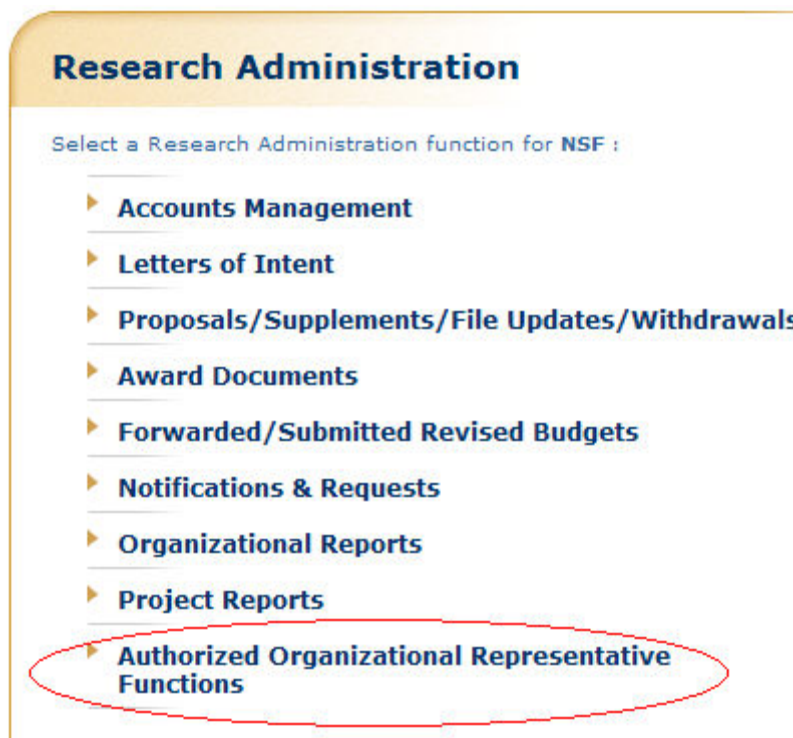 Research Administration
Select a Research Administration function for NSF :
Accounts Management
Letters of Intent
Proposals/Supplements/File Updates/Withdrawals
Award Documents
Forwarded/Submitted Revised Budgets
Notifications & Requests
Organizational Reports
Project Reports
Authorized Organizational Representative
Functions